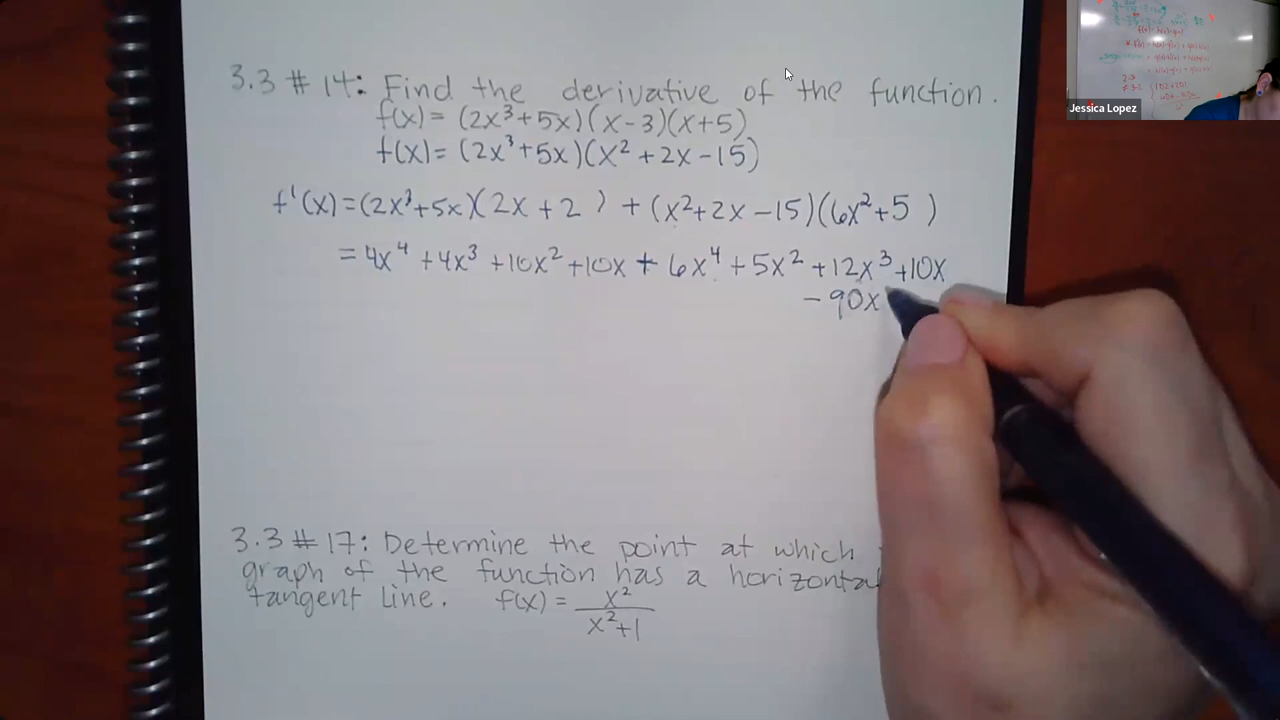 Jessica Lopez
3.3 # 14: Find the derivative of the function.
f(x) = (2x³+5x)(x-3)(x+5)
f(x) = (2x³+5x)(x²+2x-15)
f'(x) = (2x³+5x)(2x+2 ) + (x²+2x-15)(6x²+5 )
= 4x⁴ +4x³ +10x² +10x + 6x⁴ +5x² +12x³ +10x
- 90x
3.3 # 17: Determine the point at which
graph of the function has a horizontal
tangent line. f(x) = x²
x²+1